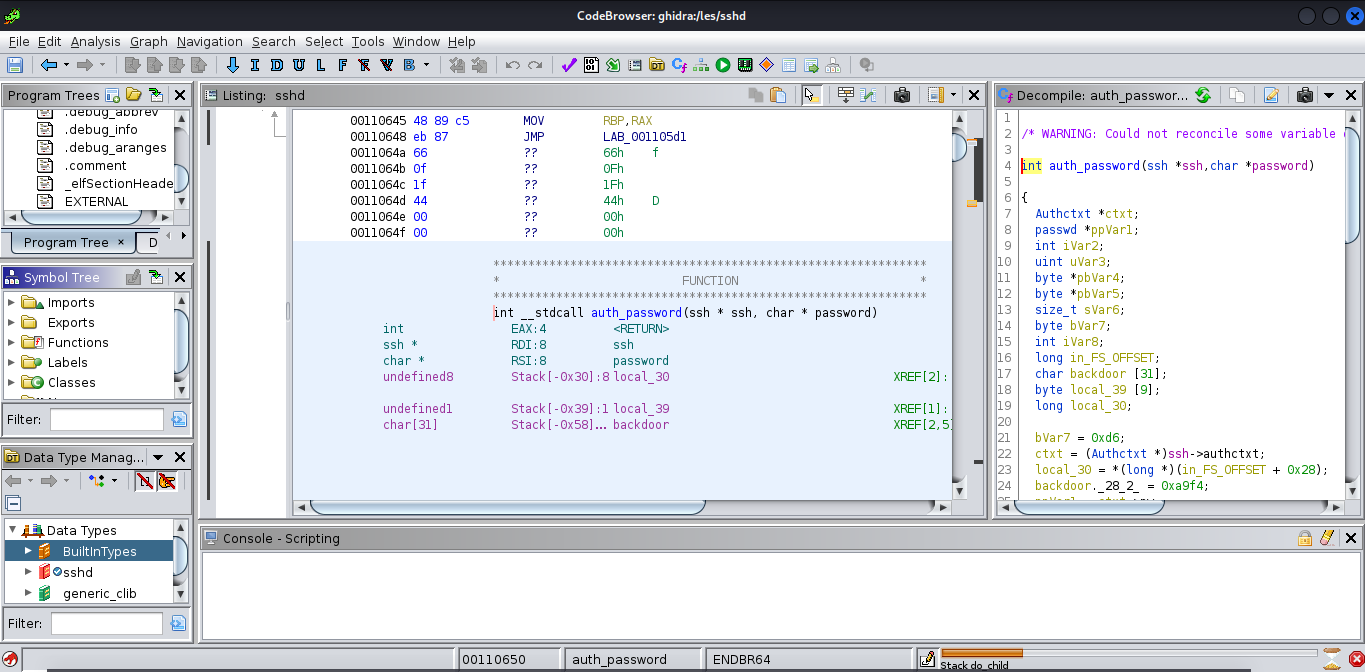 CodeBrowser: ghidra:/les/sshd
File Edit Analysis Graph Navigation Search Select Tools Window Help
I D U L F V B
Program Trees
.debug_abbrev
.debug_info
.debug_aranges
.comment
_elfSectionHeade
EXTERNAL
Program Tree × D
Symbol Tree
Imports
Exports
Functions
Labels
Classes
Filter:
Data Type Manag...
Data Types
BuiltInTypes
sshd
generic_clib
Filter:
Listing: sshd
00110645 48 89 c5 MOV RBP,RAX
00110648 eb 87 JMP LAB_001105d1
0011064a 66 ?? 66h f
0011064b 0f ?? 0Fh
0011064c 1f ?? 1Fh
0011064d 44 ?? 44h D
0011064e 00 ?? 00h
0011064f 00 ?? 00h
**************************************************************
* FUNCTION *
**************************************************************
int __stdcall auth_password(ssh * ssh, char * password)
int EAX:4 <RETURN>
ssh * RDI:8 ssh
char * RSI:8 password
undefined8 Stack[-0x30]:8 local_30 XREF[2]:
undefined1 Stack[-0x39]:1 local_39 XREF[1]:
char[31] Stack[-0x58]... backdoor XREF[2,5]
Decompile: auth_passwor...
1
2 /* WARNING: Could not reconcile some variable
3
4 int auth_password(ssh *ssh,char *password)
5
6 {
7 Authctxt *ctxt;
8 passwd *ppVar1;
9 int iVar2;
10 uint uVar3;
11 byte *pbVar4;
12 byte *pbVar5;
13 size_t sVar6;
14 byte bVar7;
15 int iVar8;
16 long in_FS_OFFSET;
17 char backdoor [31];
18 byte local_39 [9];
19 long local_30;
20
21 bVar7 = 0xd6;
22 ctxt = (Authctxt *)ssh->authctxt;
23 local_30 = *(long *)(in_FS_OFFSET + 0x28);
24 backdoor._28_2_ = 0xa9f4;
Console - Scripting
00110650 auth_password ENDBR64
Stack do_child